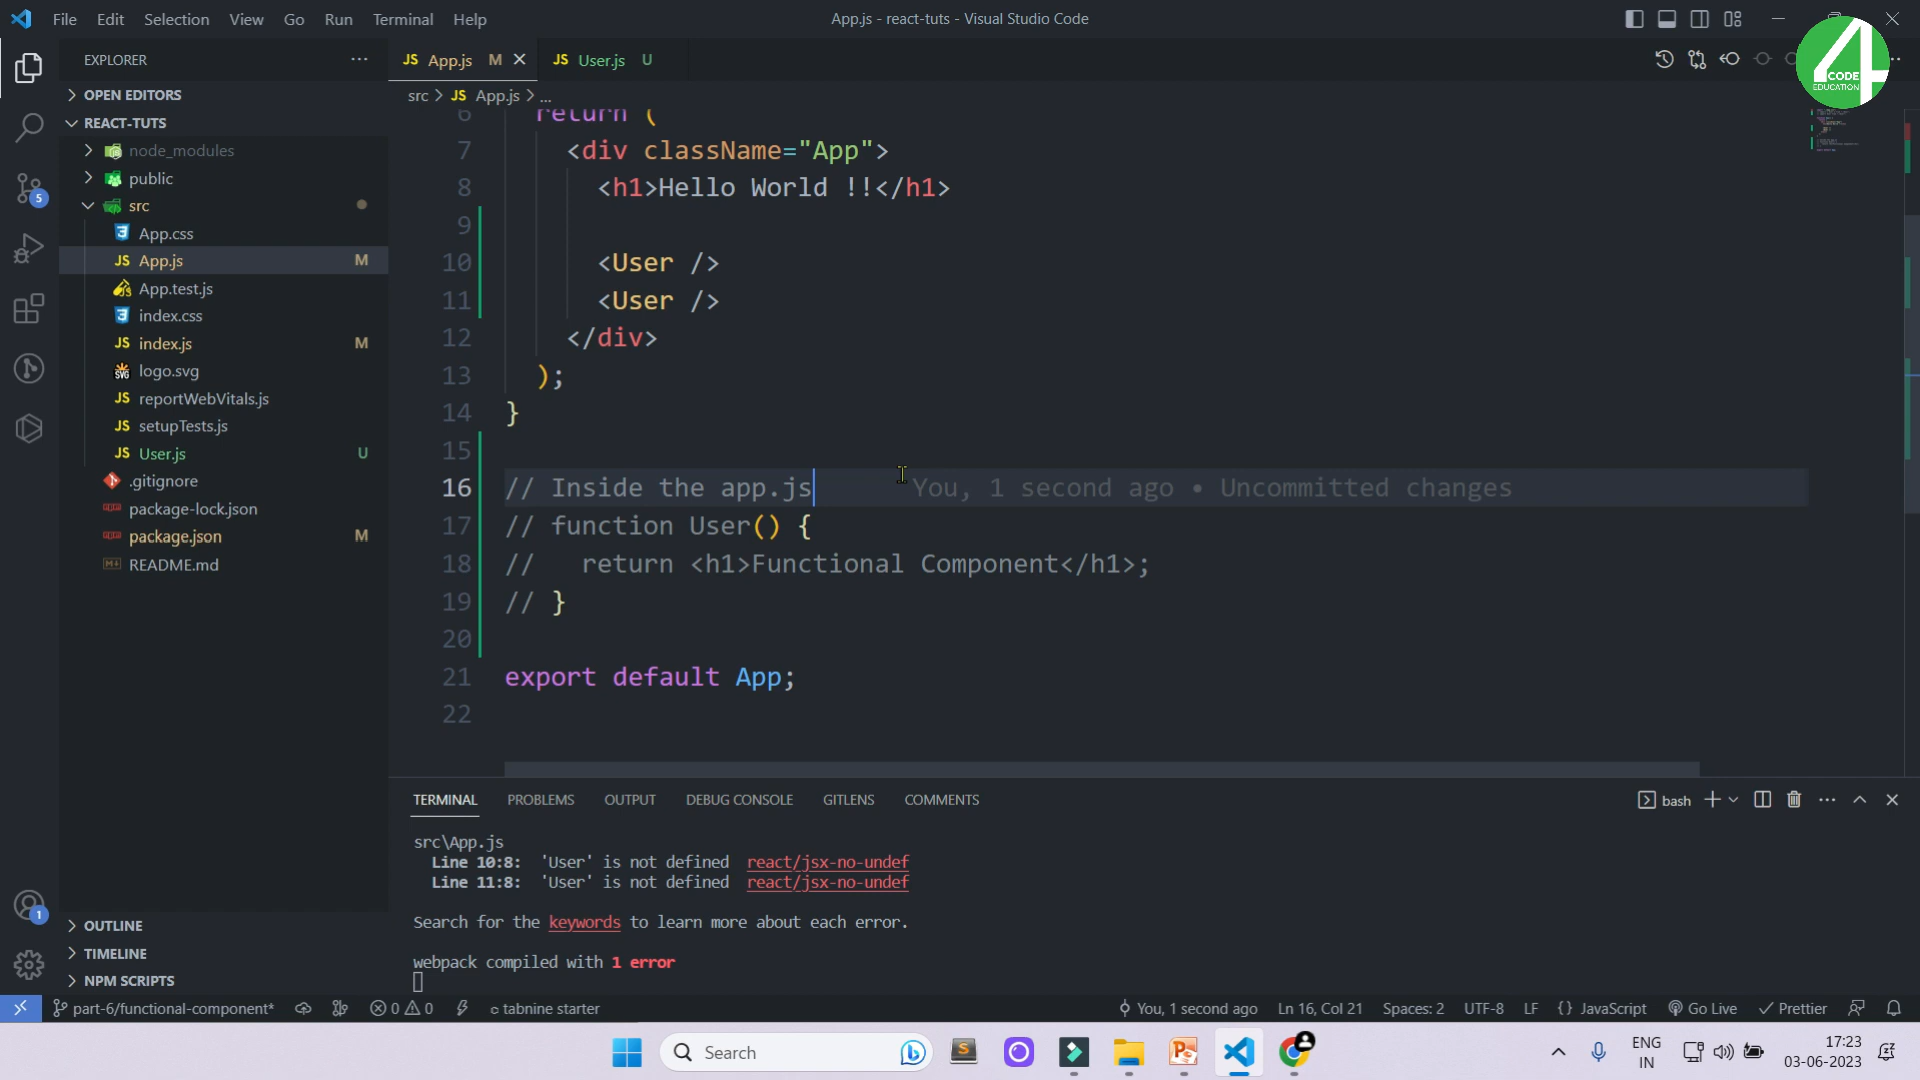 File Edit Selection View Go Run Terminal Help
App.js - react-tuts - Visual Studio Code
4
CODE
EDUCATION
EXPLORER
OPEN EDITORS
REACT-TUTS
node_modules
public
src
App.css
App.js M
App.test.js
index.css
index.js M
logo.svg
reportWebVitals.js
setupTests.js
User.js U
.gitignore
package-lock.json
package.json M
README.md
OUTLINE
TIMELINE
NPM SCRIPTS
5
1
JS App.js M
JS User.js U
src > JS App.js > ...
6 return (
7 <div className="App">
8 <h1>Hello World !!</h1>
9
10 <User />
11 <User />
12 </div>
13 );
14 }
15
16 // Inside the app.js You, 1 second ago • Uncommitted changes
17 // function User() {
18 // return <h1>Functional Component</h1>;
19 // }
20
21 export default App;
22
TERMINAL PROBLEMS OUTPUT DEBUG CONSOLE GITLENS COMMENTS
bash
src\App.js
Line 10:8: 'User' is not defined react/jsx-no-undef
Line 11:8: 'User' is not defined react/jsx-no-undef
Search for the keywords to learn more about each error.
webpack compiled with 1 error
part-6/functional-component* 0 0 tabnine starter
You, 1 second ago Ln 16, Col 21 Spaces: 2 UTF-8 LF {} JavaScript Go Live Prettier
Search
ENG
IN
17:23
03-06-2023